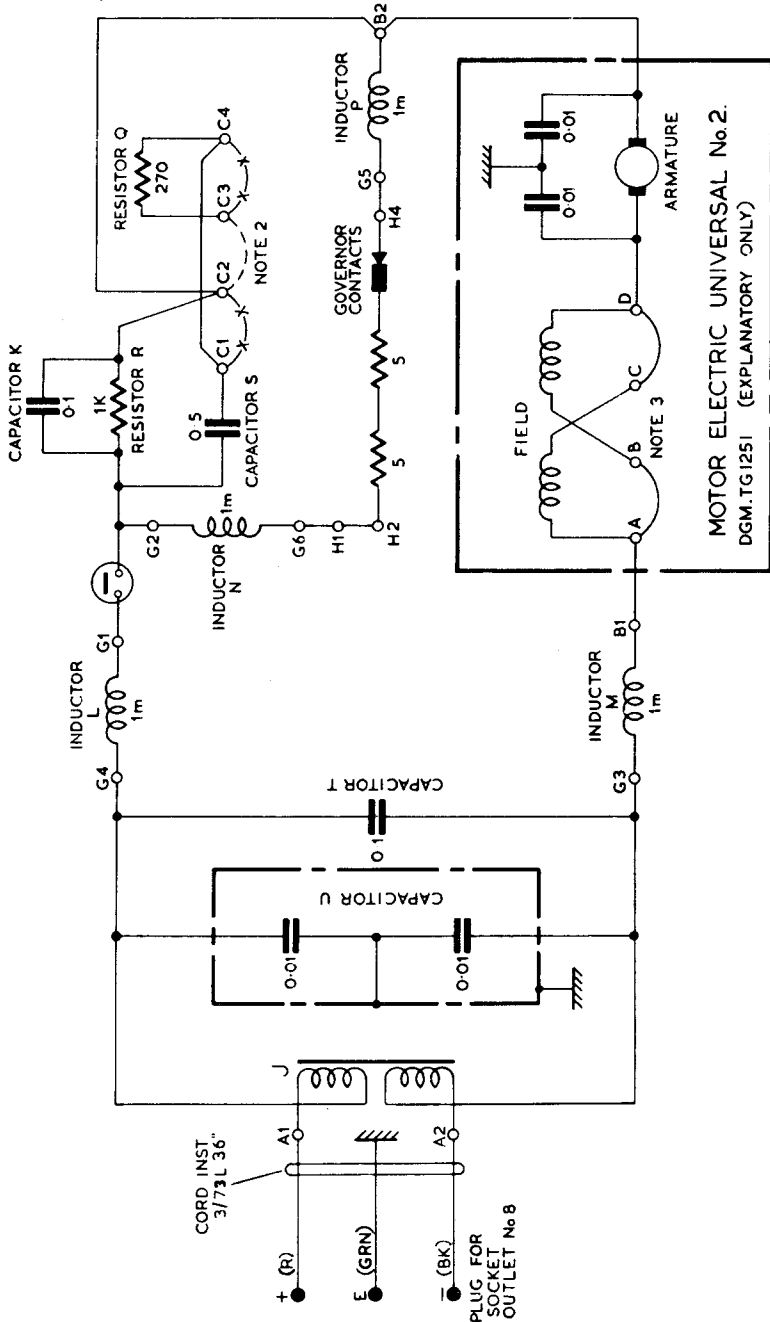 CAPACITOR K
0·1
1K
RESISTOR R
RESISTOR Q
270
C4
C3
C2
C1
NOTE 2
0·5
CAPACITOR S
B2
INDUCTOR
P
1m
G5
H4
GOVERNOR
CONTACTS
5
5
G2
1m
INDUCTOR
N
G6
H1
H2
G1
INDUCTOR
L
1m
G4
CAPACITOR T
0·1
CAPACITOR U
0·01
0·01
J
A1
A2
CORD INST
3/73 L 36"
+ (R)
E (GRN)
− (BK)
PLUG FOR
SOCKET
OUTLET No 8
G3
INDUCTOR
M
1m
B1
A
B
C
D
FIELD
NOTE 3
0·01
0·01
ARMATURE
MOTOR ELECTRIC UNIVERSAL No. 2.
DGM. TG 1251 (EXPLANATORY ONLY)